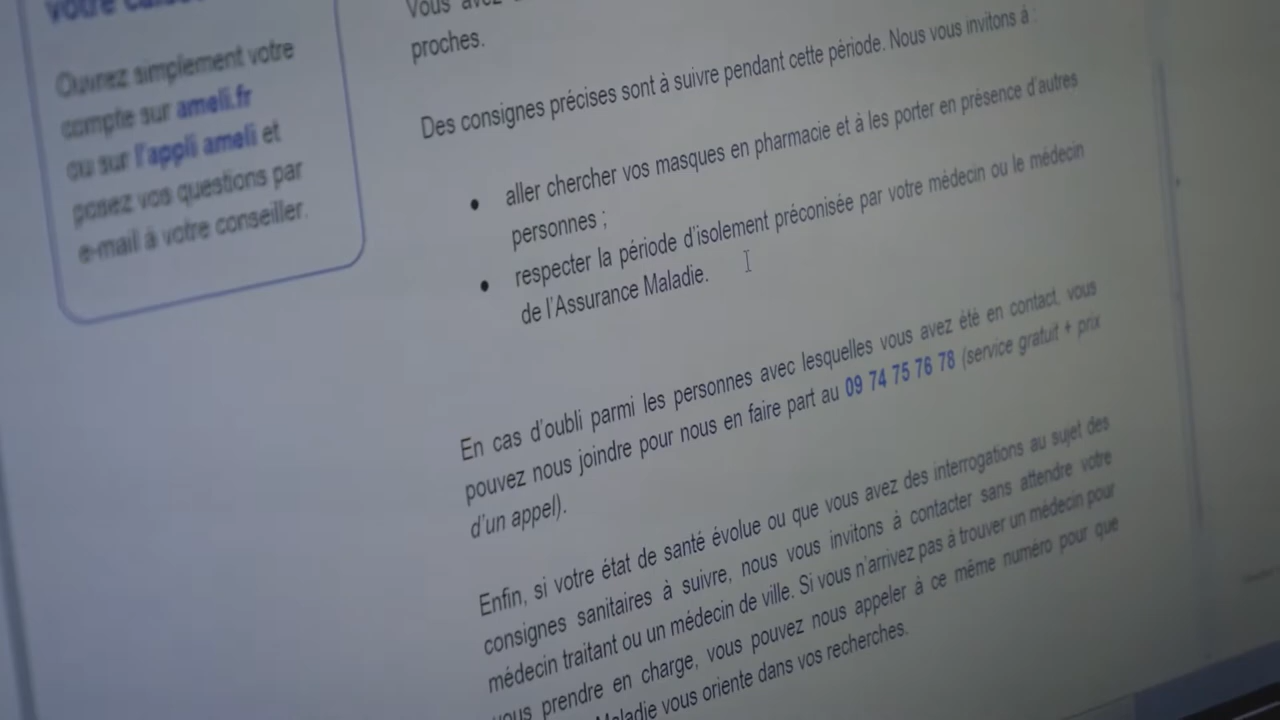 votre
Ouvrez simplement votre
compte sur ameli.fr
ou sur l'appli ameli et
posez vos questions par
e-mail à votre conseiller.
Vous avez
proches.
Des consignes précises sont à suivre pendant cette période. Nous vous invitons à :
aller chercher vos masques en pharmacie et à les porter en présence d'autres
personnes ;
respecter la période d'isolement préconisée par votre médecin ou le médecin
de l'Assurance Maladie.
En cas d'oubli parmi les personnes avec lesquelles vous avez été en contact, vous
pouvez nous joindre pour nous en faire part au 09 74 75 76 78 (service gratuit + prix
d'un appel).
Enfin, si votre état de santé évolue ou que vous avez des interrogations au sujet des
consignes sanitaires à suivre, nous vous invitons à contacter sans attendre votre
médecin traitant ou un médecin de ville. Si vous n'arrivez pas à trouver un médecin pour
vous prendre en charge, vous pouvez nous appeler à ce même numéro pour que
Maladie vous oriente dans vos recherches.